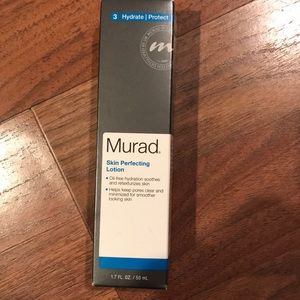 3 Hydrate | Protect
m
Murad.
Skin Perfecting
Lotion
• Oil-free hydration soothes
and retexturizes skin
• Helps keep pores clear and
minimized for smoother
looking skin
1.7 FL. OZ. / 50 mL